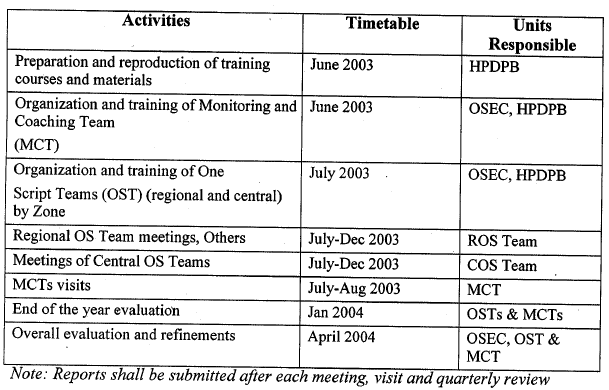 Activities Timetable Units
Responsible
Preparation and reproduction of training June 2003 HPDPB
courses and materials
Organization and training of Monitoring and June 2003 OSEC, HPDPB
Coaching Team
(MCT)
Organization and training of One July 2003 OSEC, HPDPB
Script Teams (OST) (regional and central)
by Zone
Regional OS Team meetings, Others July-Dec 2003 ROS Team
Meetings of Central OS Teams July-Dec 2003 COS Team
MCTs visits July-Aug 2003 MCT
End of the year evaluation Jan 2004 OSTs & MCTs
Overall evaluation and refinements April 2004 OSEC, OST &
MCT
Note: Reports shall be submitted after each meeting, visit and quarterly review